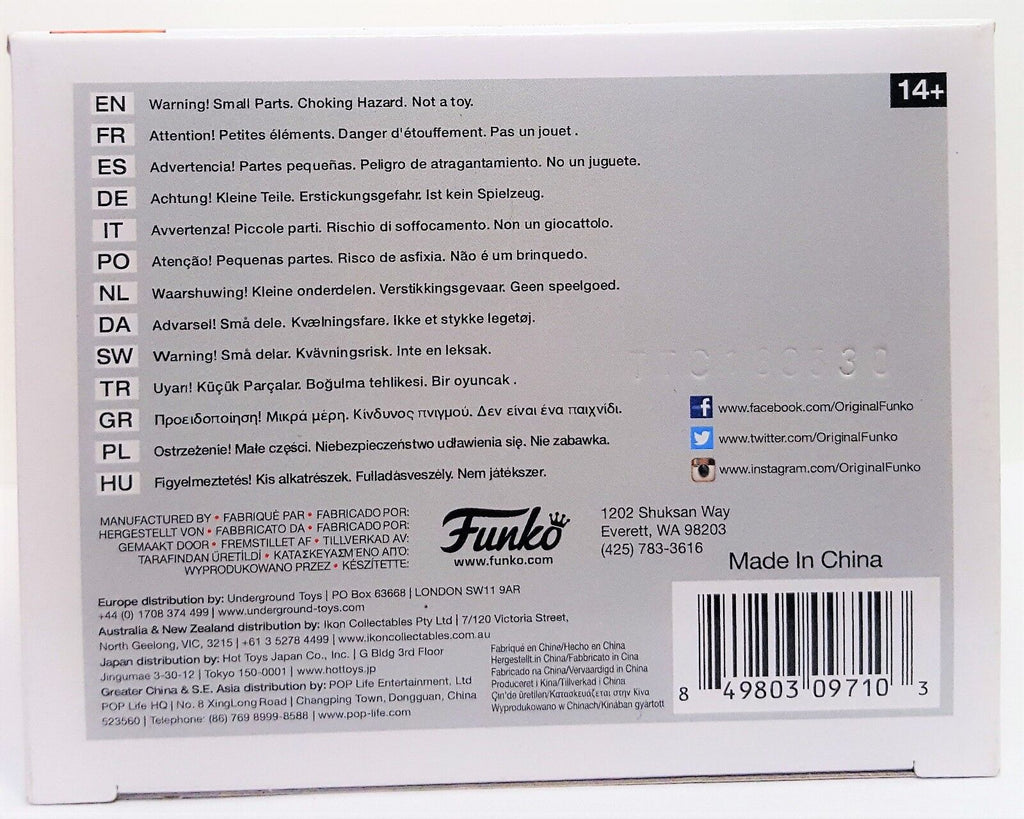 14+
EN Warning! Small Parts. Choking Hazard. Not a toy.
FR Attention! Petites éléments. Danger d'étouffement. Pas un jouet .
ES Advertencia! Partes pequeñas. Peligro de atragantamiento. No un juguete.
DE Achtung! Kleine Teile. Erstickungsgefahr. Ist kein Spielzeug.
IT Avvertenza! Piccole parti. Rischio di soffocamento. Non un giocattolo.
PO Atenção! Pequenas partes. Risco de asfixia. Não é um brinquedo.
NL Waarshuwing! Kleine onderdelen. Verstikkingsgevaar. Geen speelgoed.
DA Advarsel! Små dele. Kvælningsfare. Ikke et stykke legetøj.
SW Warning! Små delar. Kvävningsrisk. Inte en leksak.
TR Uyarı! Küçük Parçalar. Boğulma tehlikesi. Bir oyuncak .
GR Προειδοποίηση! Μικρά μέρη. Κίνδυνος πνιγμού. Δεν είναι ένα παιχνίδι.
PL Ostrzeżenie! Małe części. Niebezpieczeństwo udławienia się. Nie zabawka.
HU Figyelmeztetés! Kis alkatrészek. Fulladásveszély. Nem játékszer.
www.facebook.com/OriginalFunko
www.twitter.com/OriginalFunko
www.instagram.com/OriginalFunko
MANUFACTURED BY • FABRIQUÉ PAR • FABRICADO POR:
HERGESTELLT VON • FABBRICATO DA • FABRICADO POR:
GEMAAKT DOOR • FREMSTILLET AF • TILLVERKAD AV:
TARAFINDAN ÜRETİLDİ • ΚΑΤΑΣΚΕΥΑΣΜΈΝΟ ΑΠΌ:
WYPRODUKOWANO PRZEZ • KÉSZÍTETTE:
Funko
www.funko.com
1202 Shuksan Way
Everett, WA 98203
(425) 783-3616
Made In China
Europe distribution by: Underground Toys | PO Box 63668 | LONDON SW11 9AR
+44 (0) 1708 374 499 | www.underground-toys.com
Australia & New Zealand distribution by: Ikon Collectables Pty Ltd | 7/120 Victoria Street,
North Geelong, VIC, 3215 | +61 3 5278 4499 | www.ikoncollectables.com.au
Japan distribution by: Hot Toys Japan Co., Inc. | G Bldg 3rd Floor
Jingumae 3-30-12 | Tokyo 150-0001 | www.hottoys.jp
Greater China & S.E. Asia distribution by: POP Life Entertainment, Ltd
POP Life HQ | No. 8 XingLong Road | Changping Town, Dongguan, China
523560 | Telephone: (86) 769 8999-8588 | www.pop-life.com
Fabriqué en Chine/Hecho en China
Hergestellt in China/Fabbricato in Cina
Fabricado na China/Vervaardigd in China
Produceret i Kina/Tillverkad i China
Çin'de üretilen/Κατασκευάζεται στην Κίνα
Wyprodukowano w Chinach/Kinában gyártott
8 49803 09710 3